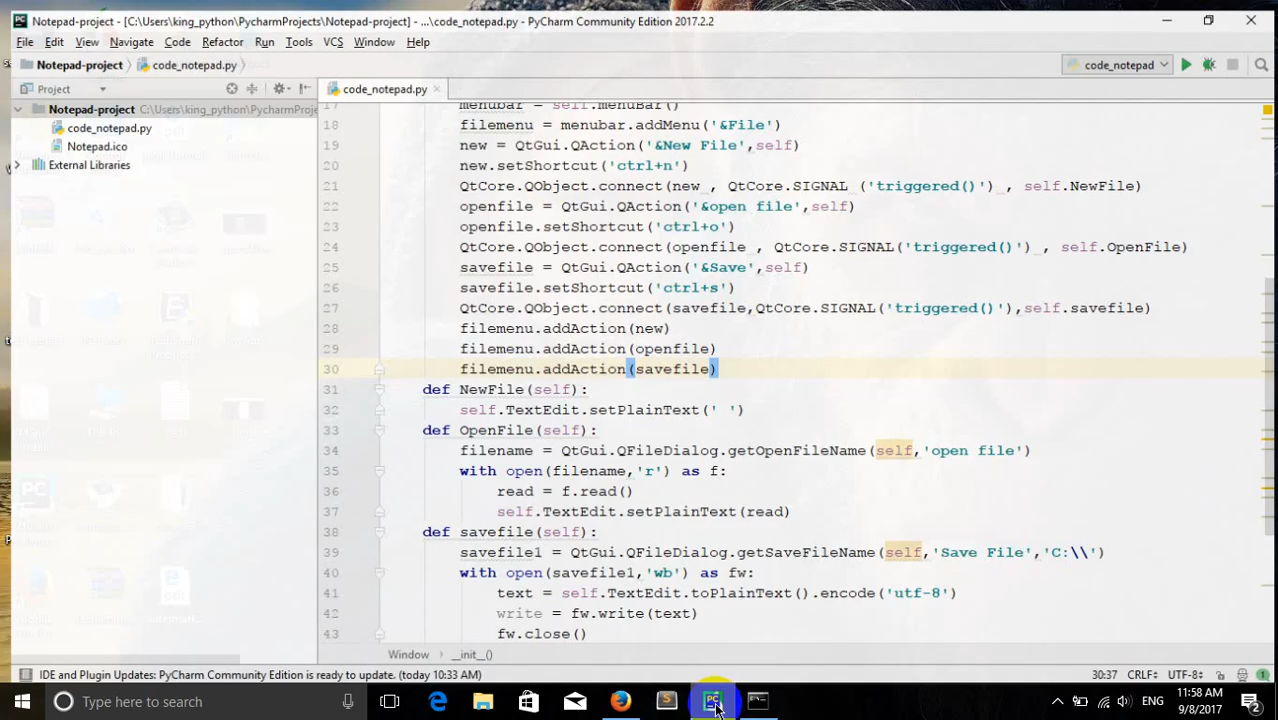 Notepad-project - [C:\Users\king_python\PycharmProjects\Notepad-project] - ...\code_notepad.py - PyCharm Community Edition 2017.2.2
File Edit View Navigate Code Refactor Run Tools VCS Window Help
Notepad-project code_notepad.py code_notepad
Project code_notepad.py
Notepad-project C:\Users\king_python\PycharmProje
code_notepad.py
Notepad.ico
External Libraries
17 menubar = self.menuBar()
18 filemenu = menubar.addMenu('&File')
19 new = QtGui.QAction('&New File',self)
20 new.setShortcut('ctrl+n')
21 QtCore.QObject.connect(new , QtCore.SIGNAL ('triggered()') , self.NewFile)
22 openfile = QtGui.QAction('&open file',self)
23 openfile.setShortcut('ctrl+o')
24 QtCore.QObject.connect(openfile , QtCore.SIGNAL('triggered()') , self.OpenFile)
25 savefile = QtGui.QAction('&Save',self)
26 savefile.setShortcut('ctrl+s')
27 QtCore.QObject.connect(savefile,QtCore.SIGNAL('triggered()'),self.savefile)
28 filemenu.addAction(new)
29 filemenu.addAction(openfile)
30 filemenu.addAction(savefile)
31 def NewFile(self):
32 self.TextEdit.setPlainText(' ')
33 def OpenFile(self):
34 filename = QtGui.QFileDialog.getOpenFileName(self,'open file')
35 with open(filename,'r') as f:
36 read = f.read()
37 self.TextEdit.setPlainText(read)
38 def savefile(self):
39 savefile1 = QtGui.QFileDialog.getSaveFileName(self,'Save File','C:\\')
40 with open(savefile1,'wb') as fw:
41 text = self.TextEdit.toPlainText().encode('utf-8')
42 write = fw.write(text)
43 fw.close()
Window __init__()
IDE and Plugin Updates: PyCharm Community Edition is ready to update. (today 10:33 AM) 30:37 CRLF UTF-8 1
Type here to search ENG 11:58 AM
9/8/2017 2